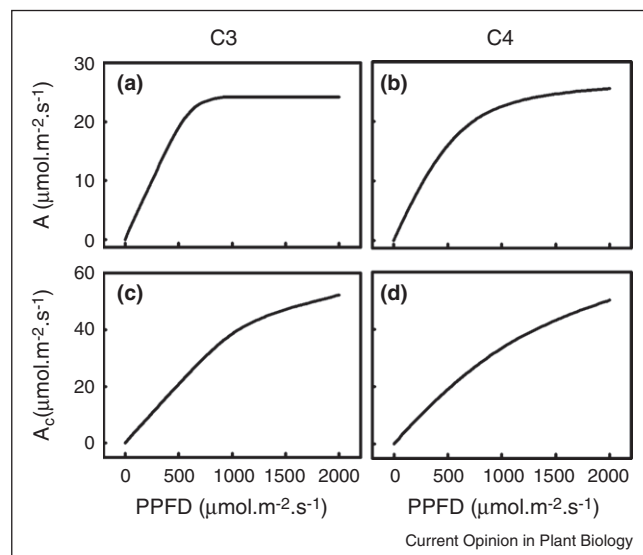 C3
C4
(a)
(b)
30
20
10
0
A (μmol.m-2.s-1)
(c)
(d)
60
40
20
0
Ac(μmol.m-2.s-1)
0 500 1000 1500 2000
0 500 1000 1500 2000
PPFD (μmol.m-2.s-1)
PPFD (μmol.m-2.s-1)
Current Opinion in Plant Biology